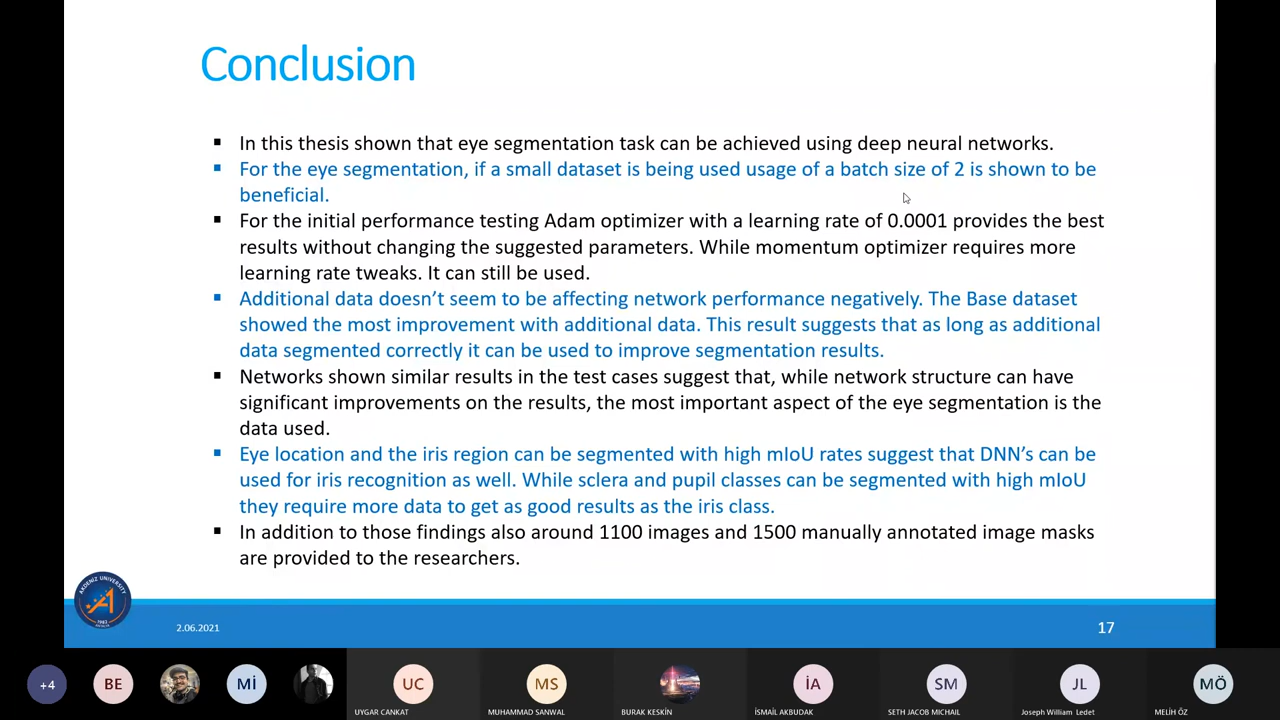 Conclusion
▪ In this thesis shown that eye segmentation task can be achieved using deep neural networks.
▪ For the eye segmentation, if a small dataset is being used usage of a batch size of 2 is shown to be
beneficial.
▪ For the initial performance testing Adam optimizer with a learning rate of 0.0001 provides the best
results without changing the suggested parameters. While momentum optimizer requires more
learning rate tweaks. It can still be used.
▪ Additional data doesn’t seem to be affecting network performance negatively. The Base dataset
showed the most improvement with additional data. This result suggests that as long as additional
data segmented correctly it can be used to improve segmentation results.
▪ Networks shown similar results in the test cases suggest that, while network structure can have
significant improvements on the results, the most important aspect of the eye segmentation is the
data used.
▪ Eye location and the iris region can be segmented with high mIoU rates suggest that DNN’s can be
used for iris recognition as well. While sclera and pupil classes can be segmented with high mIoU
they require more data to get as good results as the iris class.
▪ In addition to those findings also around 1100 images and 1500 manually annotated image masks
are provided to the researchers.
AKDENIZ UNIVERSITY
1982
2.06.2021
17
+4
BE
Mİ
UC
MS
İA
SM
JL
MÖ
UYGAR CANKAT
MUHAMMAD SANWAL
BURAK KESKİN
İSMAİL AKBUDAK
SETH JACOB MICHAIL
Joseph William Ledet
MELİH ÖZ